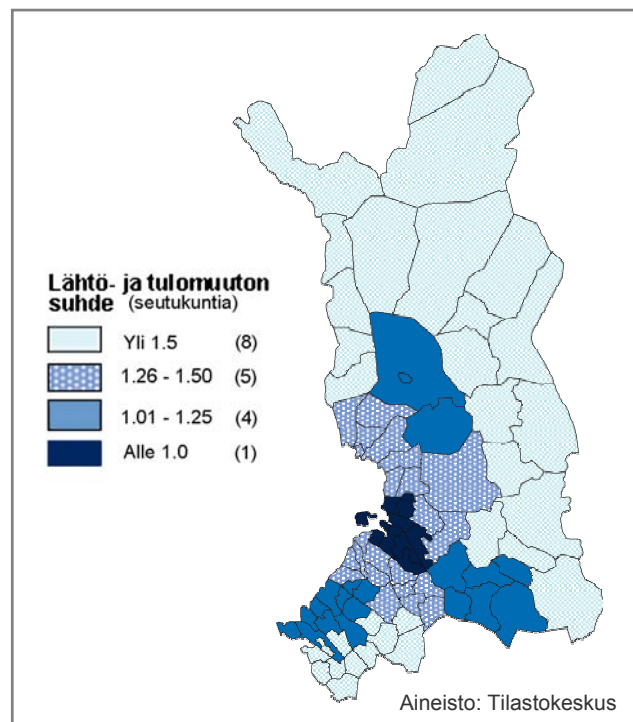 Lähtö- ja tulomuuton
suhde (seutukuntia)
Yli 1.5 (8)
1.26 - 1.50 (5)
1.01 - 1.25 (4)
Alle 1.0 (1)
Aineisto: Tilastokeskus